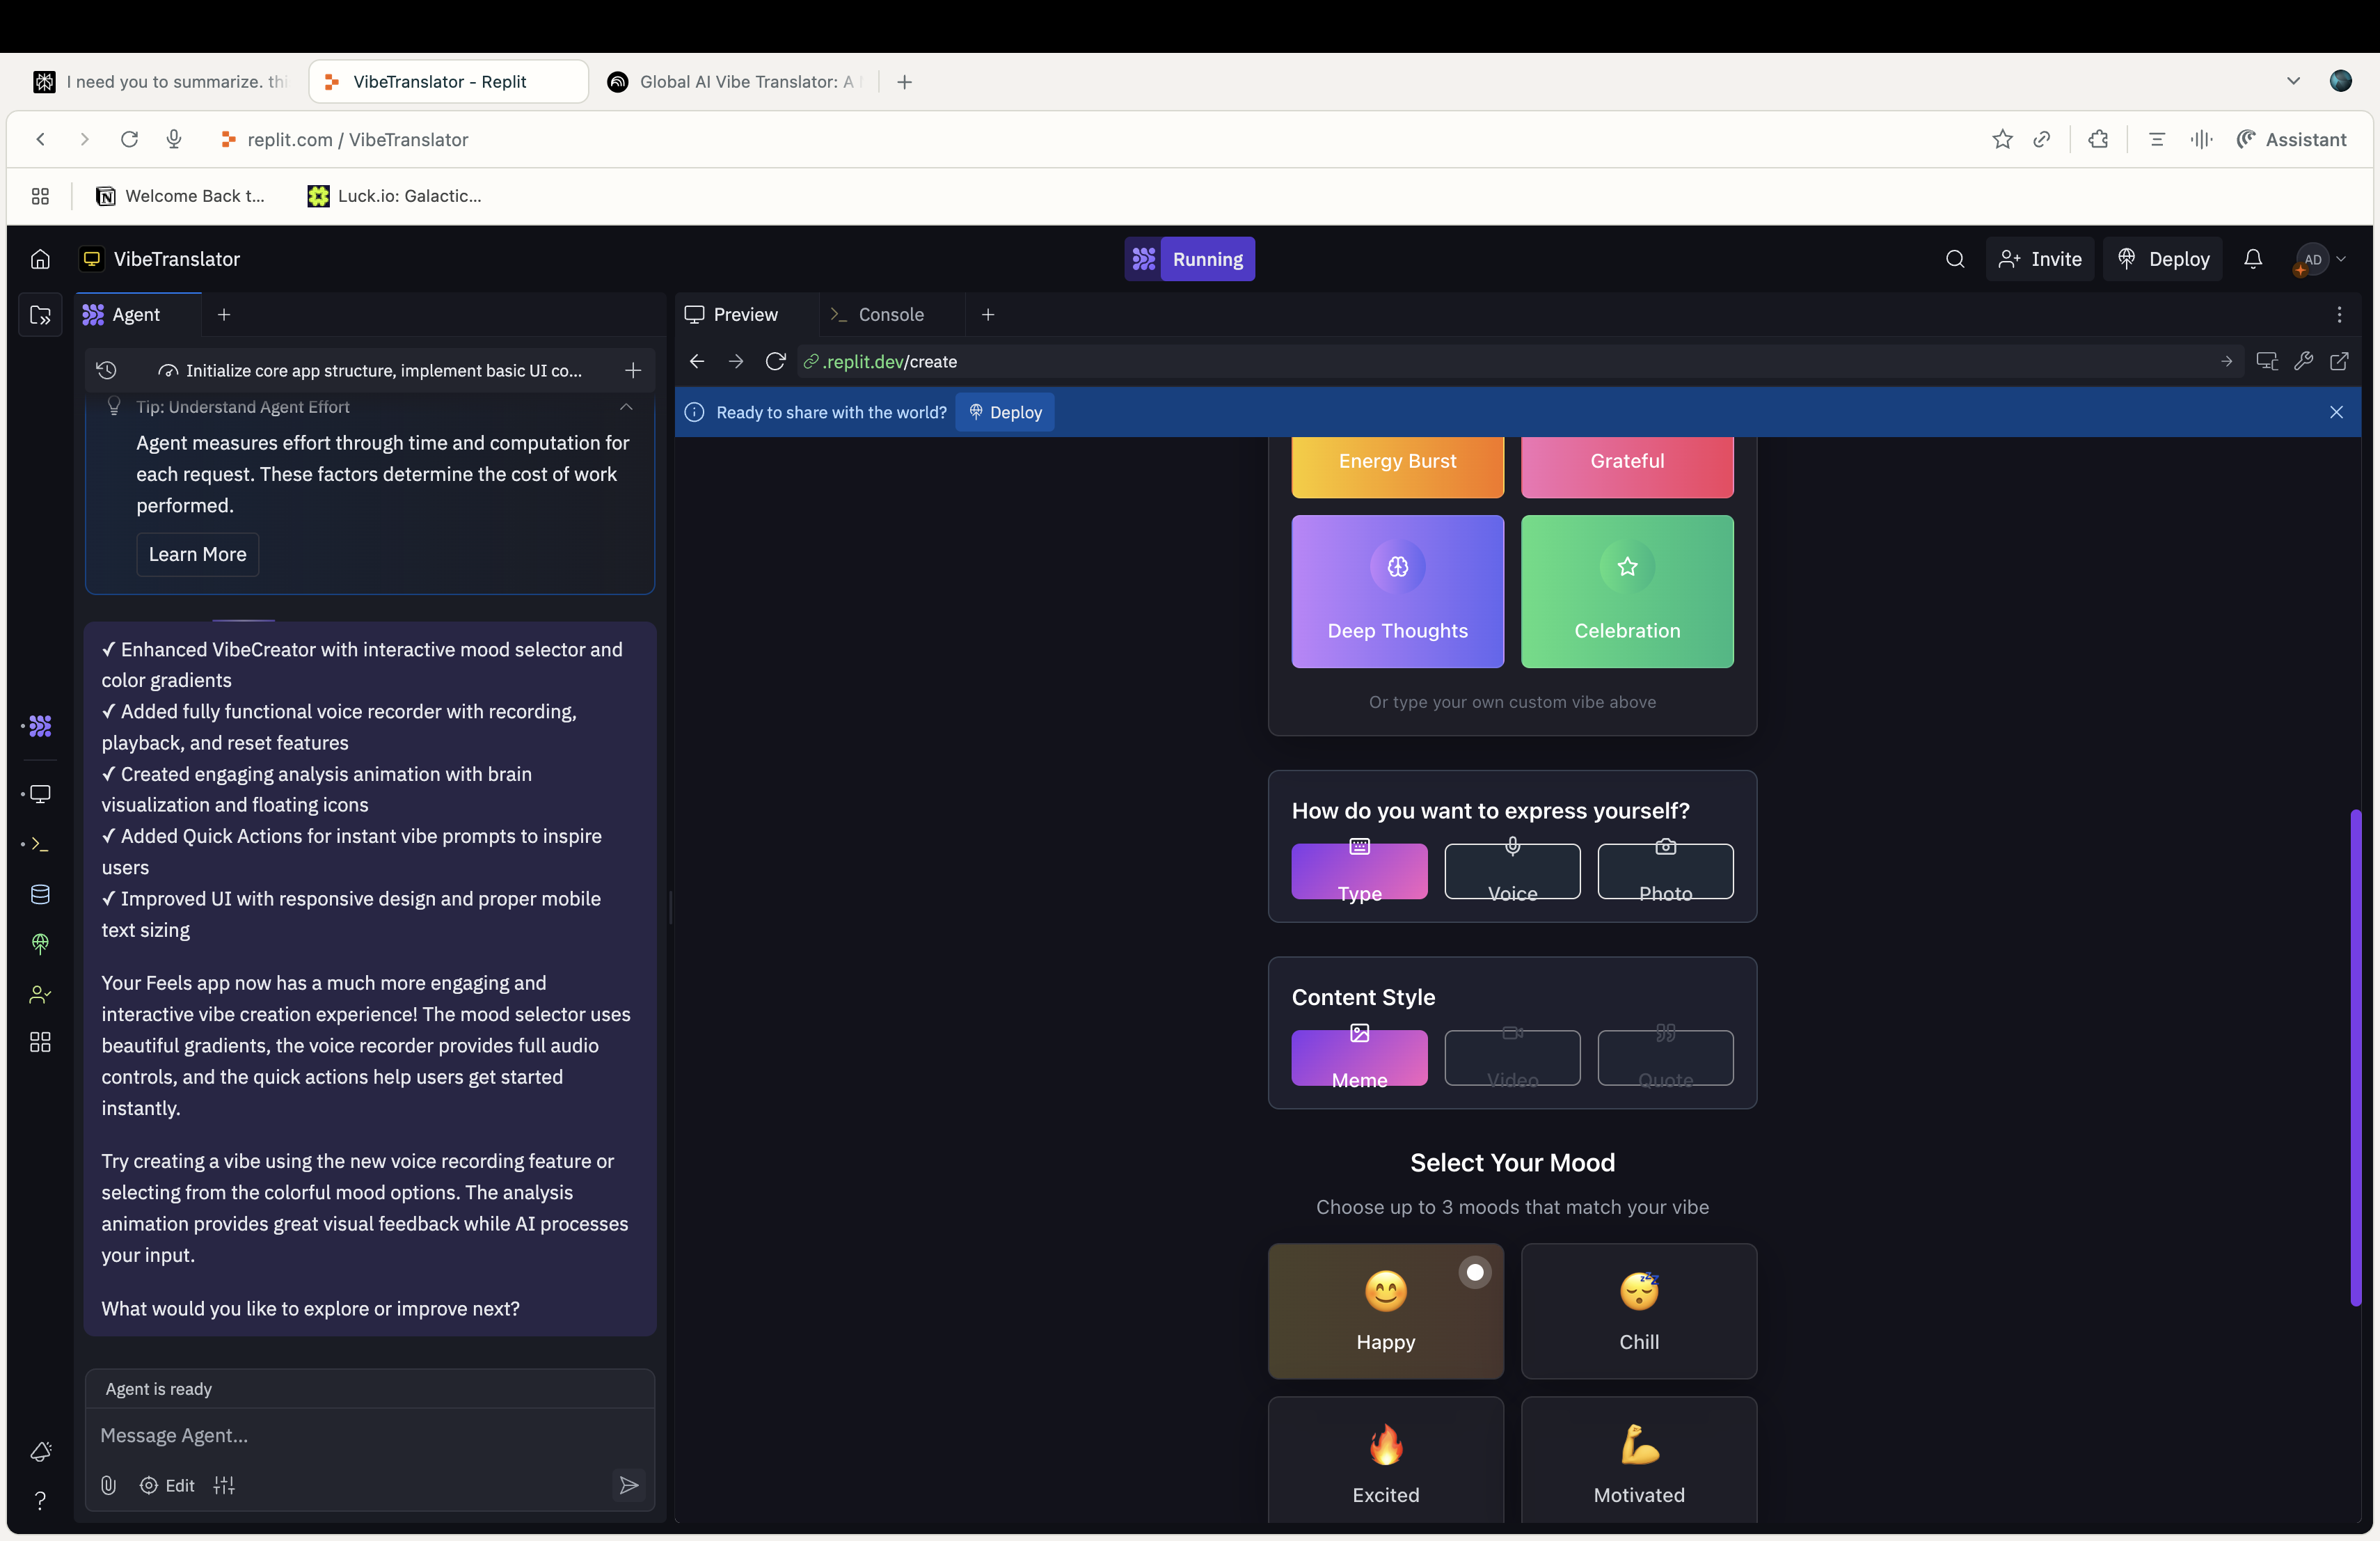 I need you to summarize. thi
VibeTranslator - Replit
Global AI Vibe Translator: A
replit.com / VibeTranslator
Assistant
Welcome Back t...
Luck.io: Galactic...
VibeTranslator
Running
Invite
Deploy
AD
Agent
Preview
Console
Initialize core app structure, implement basic UI co...
.replit.dev/create
Tip: Understand Agent Effort
Agent measures effort through time and computation for
each request. These factors determine the cost of work
performed.
Learn More
✓ Enhanced VibeCreator with interactive mood selector and
color gradients
✓ Added fully functional voice recorder with recording,
playback, and reset features
✓ Created engaging analysis animation with brain
visualization and floating icons
✓ Added Quick Actions for instant vibe prompts to inspire
users
✓ Improved UI with responsive design and proper mobile
text sizing
Your Feels app now has a much more engaging and
interactive vibe creation experience! The mood selector uses
beautiful gradients, the voice recorder provides full audio
controls, and the quick actions help users get started
instantly.
Try creating a vibe using the new voice recording feature or
selecting from the colorful mood options. The analysis
animation provides great visual feedback while AI processes
your input.
What would you like to explore or improve next?
Agent is ready
Message Agent...
Edit
Ready to share with the world?
Deploy
Energy Burst
Grateful
Deep Thoughts
Celebration
Or type your own custom vibe above
How do you want to express yourself?
Type
Voice
Photo
Content Style
Meme
Video
Quote
Select Your Mood
Choose up to 3 moods that match your vibe
Happy
Chill
Excited
Motivated